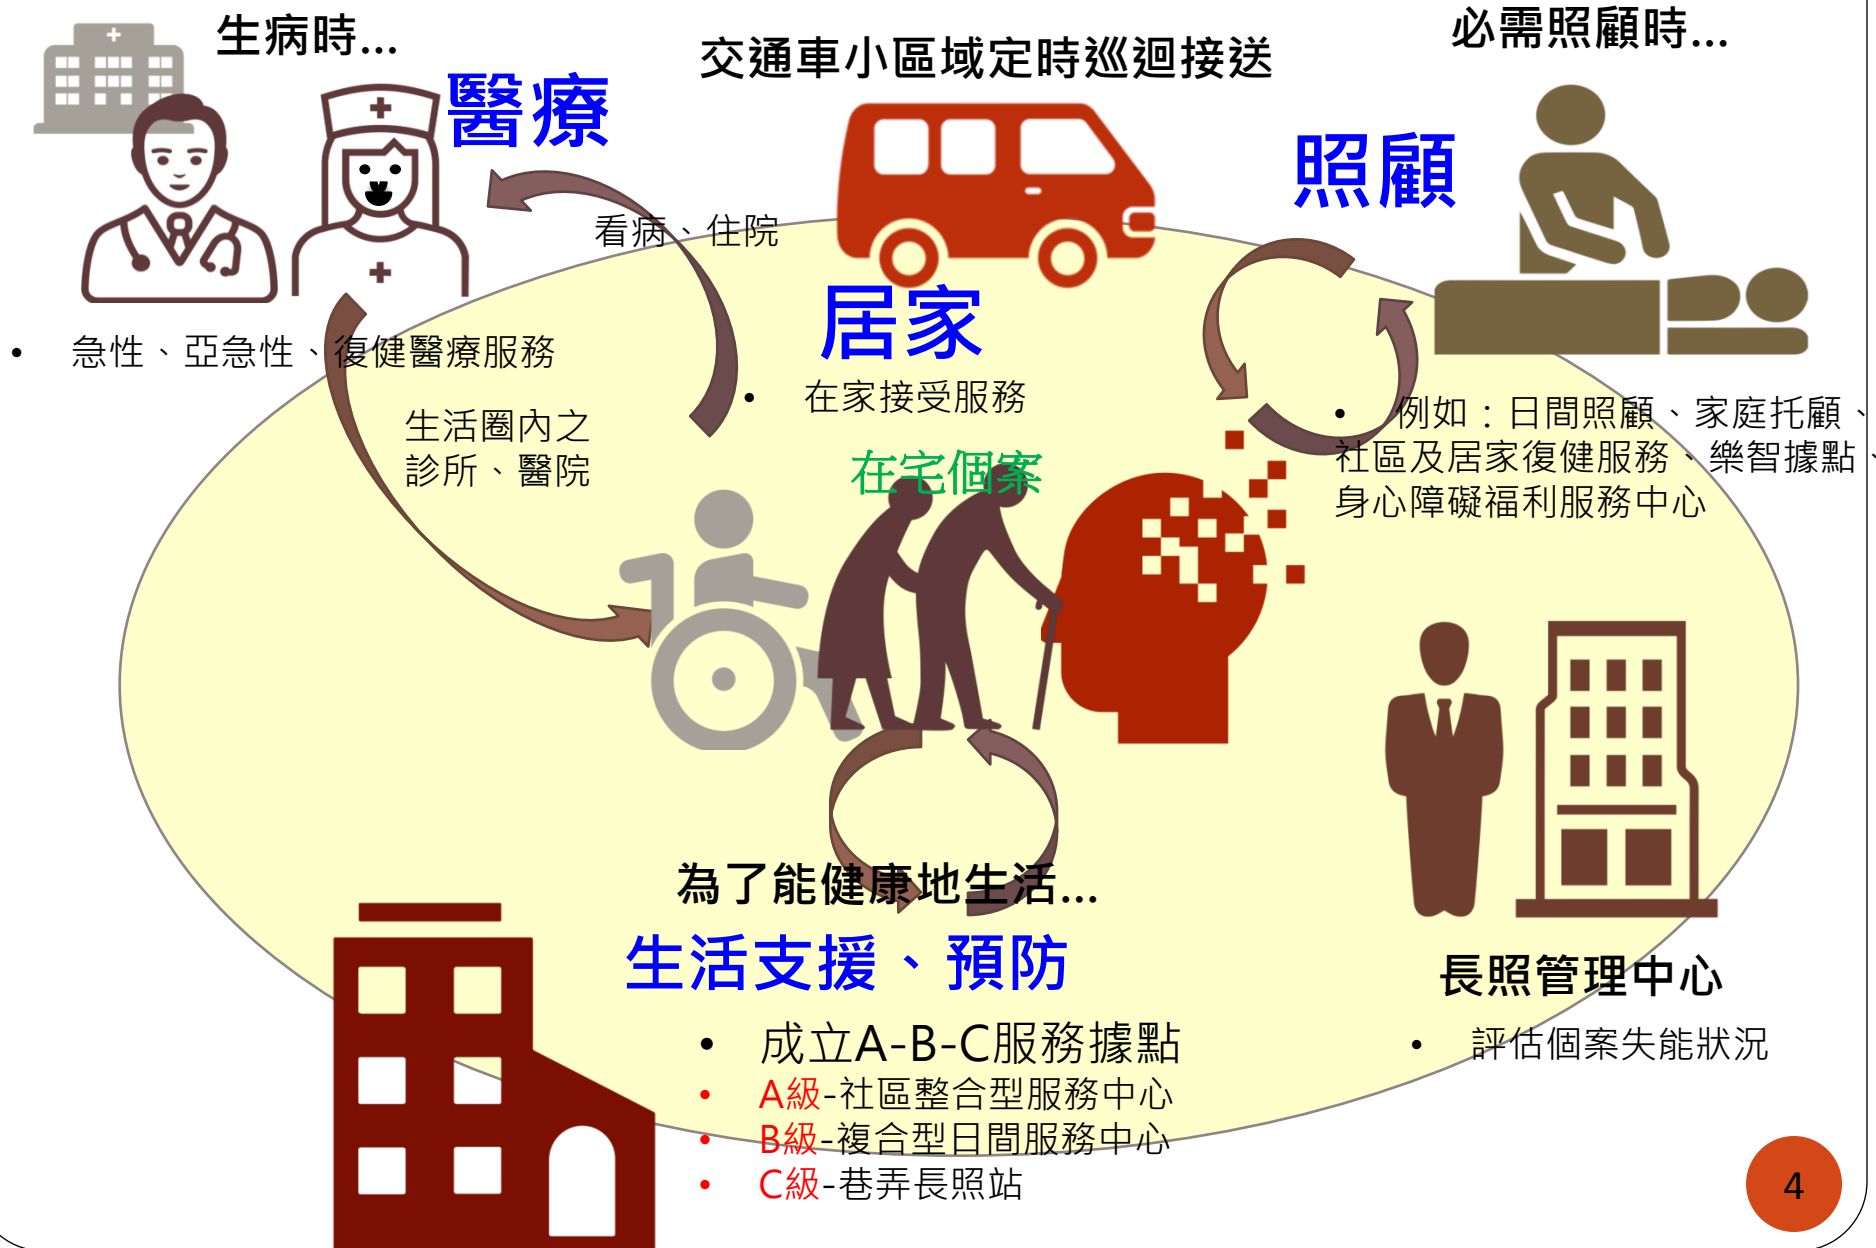 生病時...
醫療
看病、住院
• 急性、亞急性、復健醫療服務
生活圈內之
診所、醫院
交通車小區域定時巡迴接送
居家
• 在家接受服務
在宅個案
必需照顧時...
照顧
• 例如：日間照顧、家庭托顧、
社區及居家復健服務、樂智據點、
身心障礙福利服務中心
為了能健康地生活...
生活支援、預防
• 成立A-B-C服務據點
• A級-社區整合型服務中心
• B級-複合型日間服務中心
• C級-巷弄長照站
長照管理中心
• 評估個案失能狀況
4